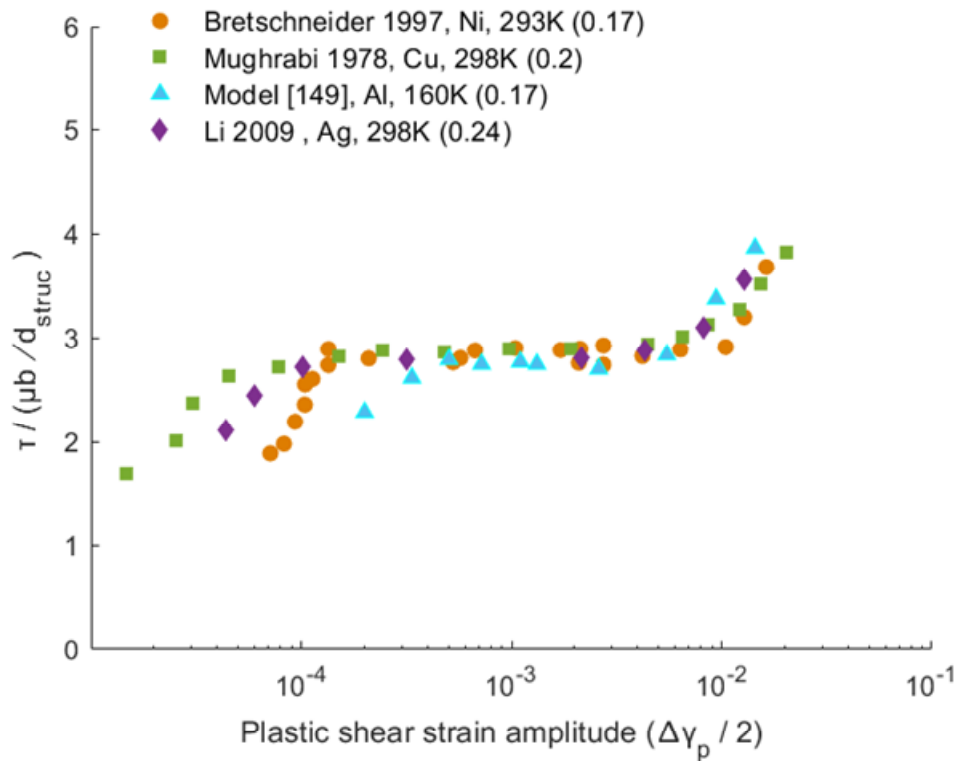 Bretschneider 1997, Ni, 293K (0.17)
Mughrabi 1978, Cu, 298K (0.2)
Model [149], Al, 160K (0.17)
Li 2009 , Ag, 298K (0.24)
6
5
4
3
2
1
0
τ / (μb /d_struc)
10^-4
10^-3
10^-2
10^-1
Plastic shear strain amplitude (Δγ_p / 2)